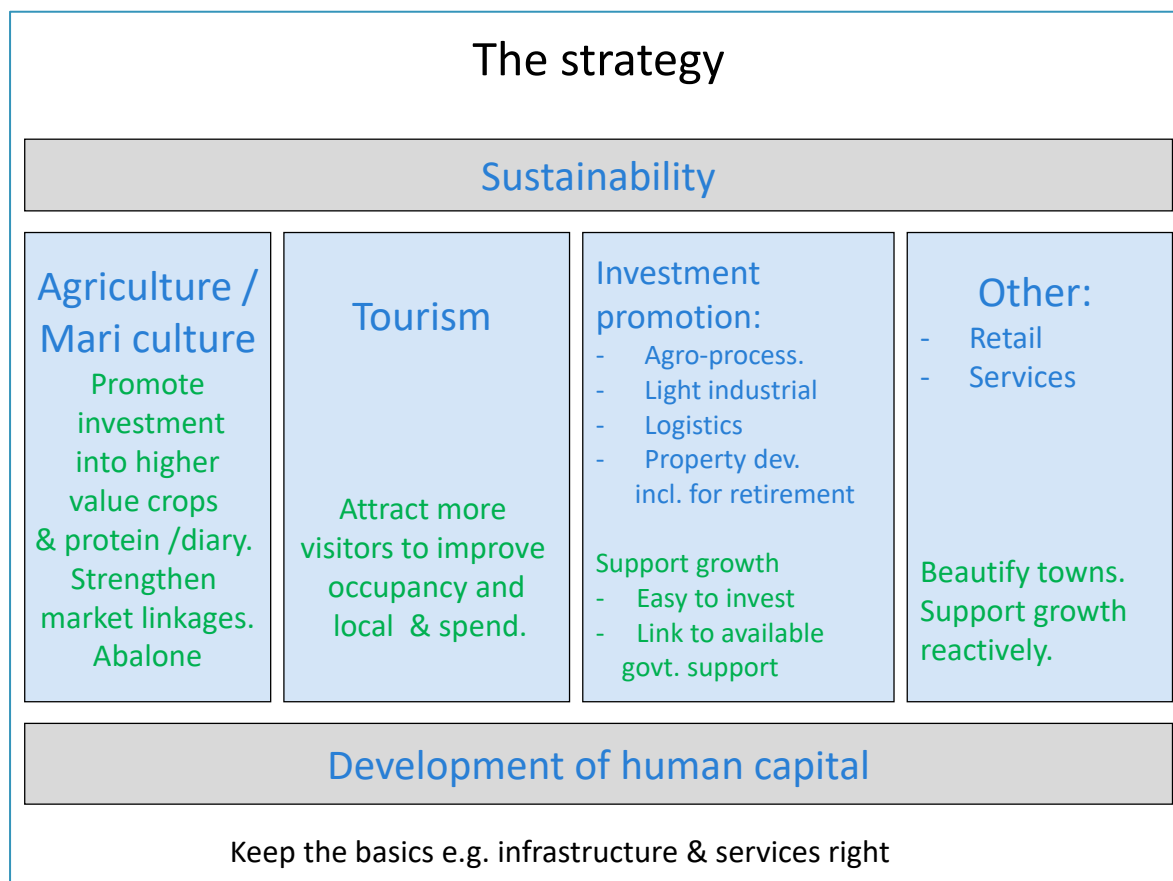 The strategy
Sustainability
Agriculture /
Mari culture
Promote
investment
into higher
value crops
& protein /diary.
Strengthen
market linkages.
Abalone
Tourism
Attract more
visitors to improve
occupancy and
local & spend.
Investment
promotion:
- Agro-process.
- Light industrial
- Logistics
- Property dev.
incl. for retirement
Support growth
- Easy to invest
- Link to available
govt. support
Other:
- Retail
- Services
Beautify towns.
Support growth
reactively.
Development of human capital
Keep the basics e.g. infrastructure & services right